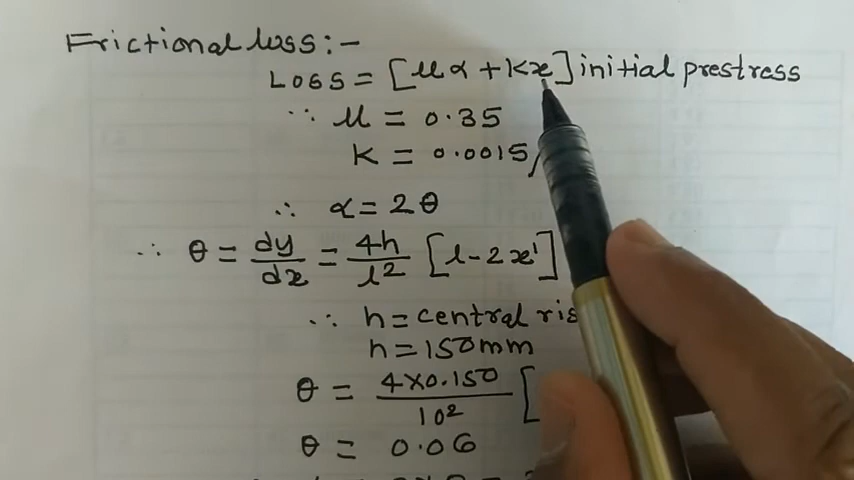 Frictional loss:-
Loss = [μα + Kx] initial prestress
∴ μ = 0.35
K = 0.0015/
∴ α = 2θ
∴ θ = dy/dx = 4h/l² [l - 2x']
∴ h = central
h = 150mm
θ = 4×0.150/10² [
θ = 0.06